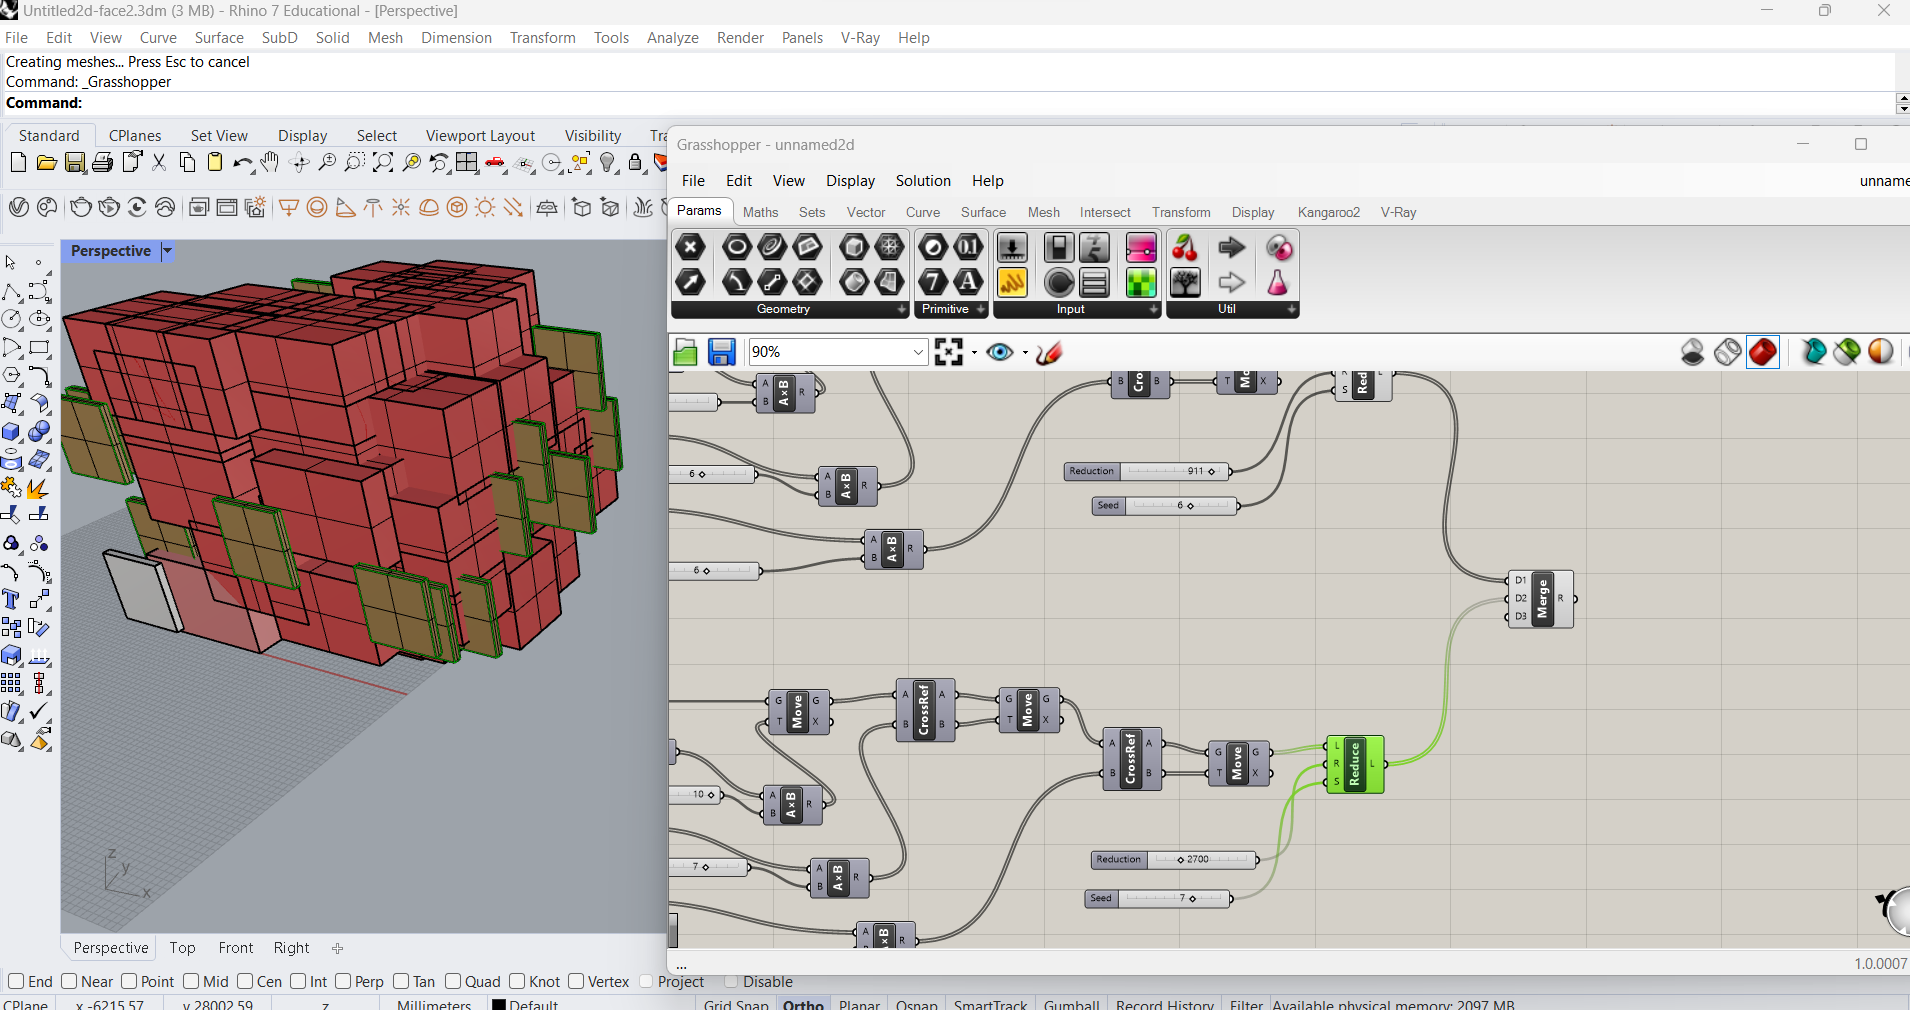 Untitled2d-face2.3dm (3 MB) - Rhino 7 Educational - [Perspective]
File Edit View Curve Surface SubD Solid Mesh Dimension Transform Tools Analyze Render Panels V-Ray Help
Creating meshes... Press Esc to cancel
Command: _Grasshopper
Command:
Standard CPlanes Set View Display Select Viewport Layout Visibility
Grasshopper - unnamed2d
File Edit View Display Solution Help
unname
Params Maths Sets Vector Curve Surface Mesh Intersect Transform Display Kangaroo2 V-Ray
0.1
7 A
Geometry Primitive Input Util
Perspective
90%
A B A×B R
B B T X S L
6
A B A×B R
Reduction 911
Seed 6
A B A×B R
6
D1 D2 D3 Merge R
G T Move G X
A B CrossRef A B
G T Move G X
A B CrossRef A B
G T Move G X
L R S Reduce L
10
A B A×B R
7
A B A×B R
Reduction 2700
Seed 7
A R
z
y
x
Perspective Top Front Right
...
1.0.0007
End Near Point Mid Cen Int Perp Tan Quad Knot Vertex Project Disable
CPlane x -6215.57 y 28002.59 z Millimeters Default Grid Snap Ortho Planar Osnap SmartTrack Gumball Record History Filter Available physical memory: 2097 MB